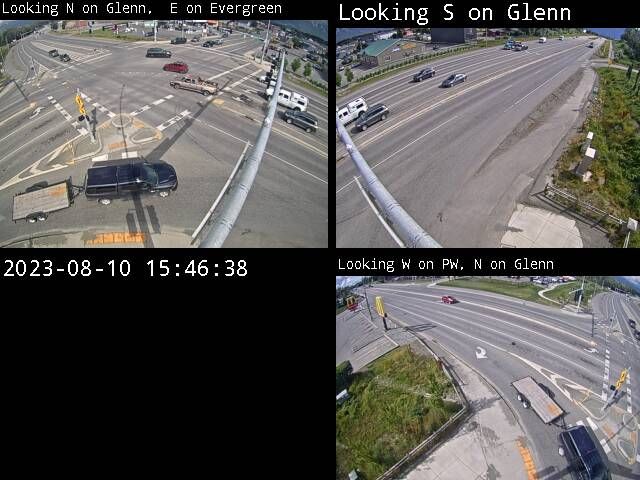 Looking N on Glenn,  E on Evergreen
Looking S on Glenn
2023-08-10 15:46:38
Looking W on PW, N on Glenn